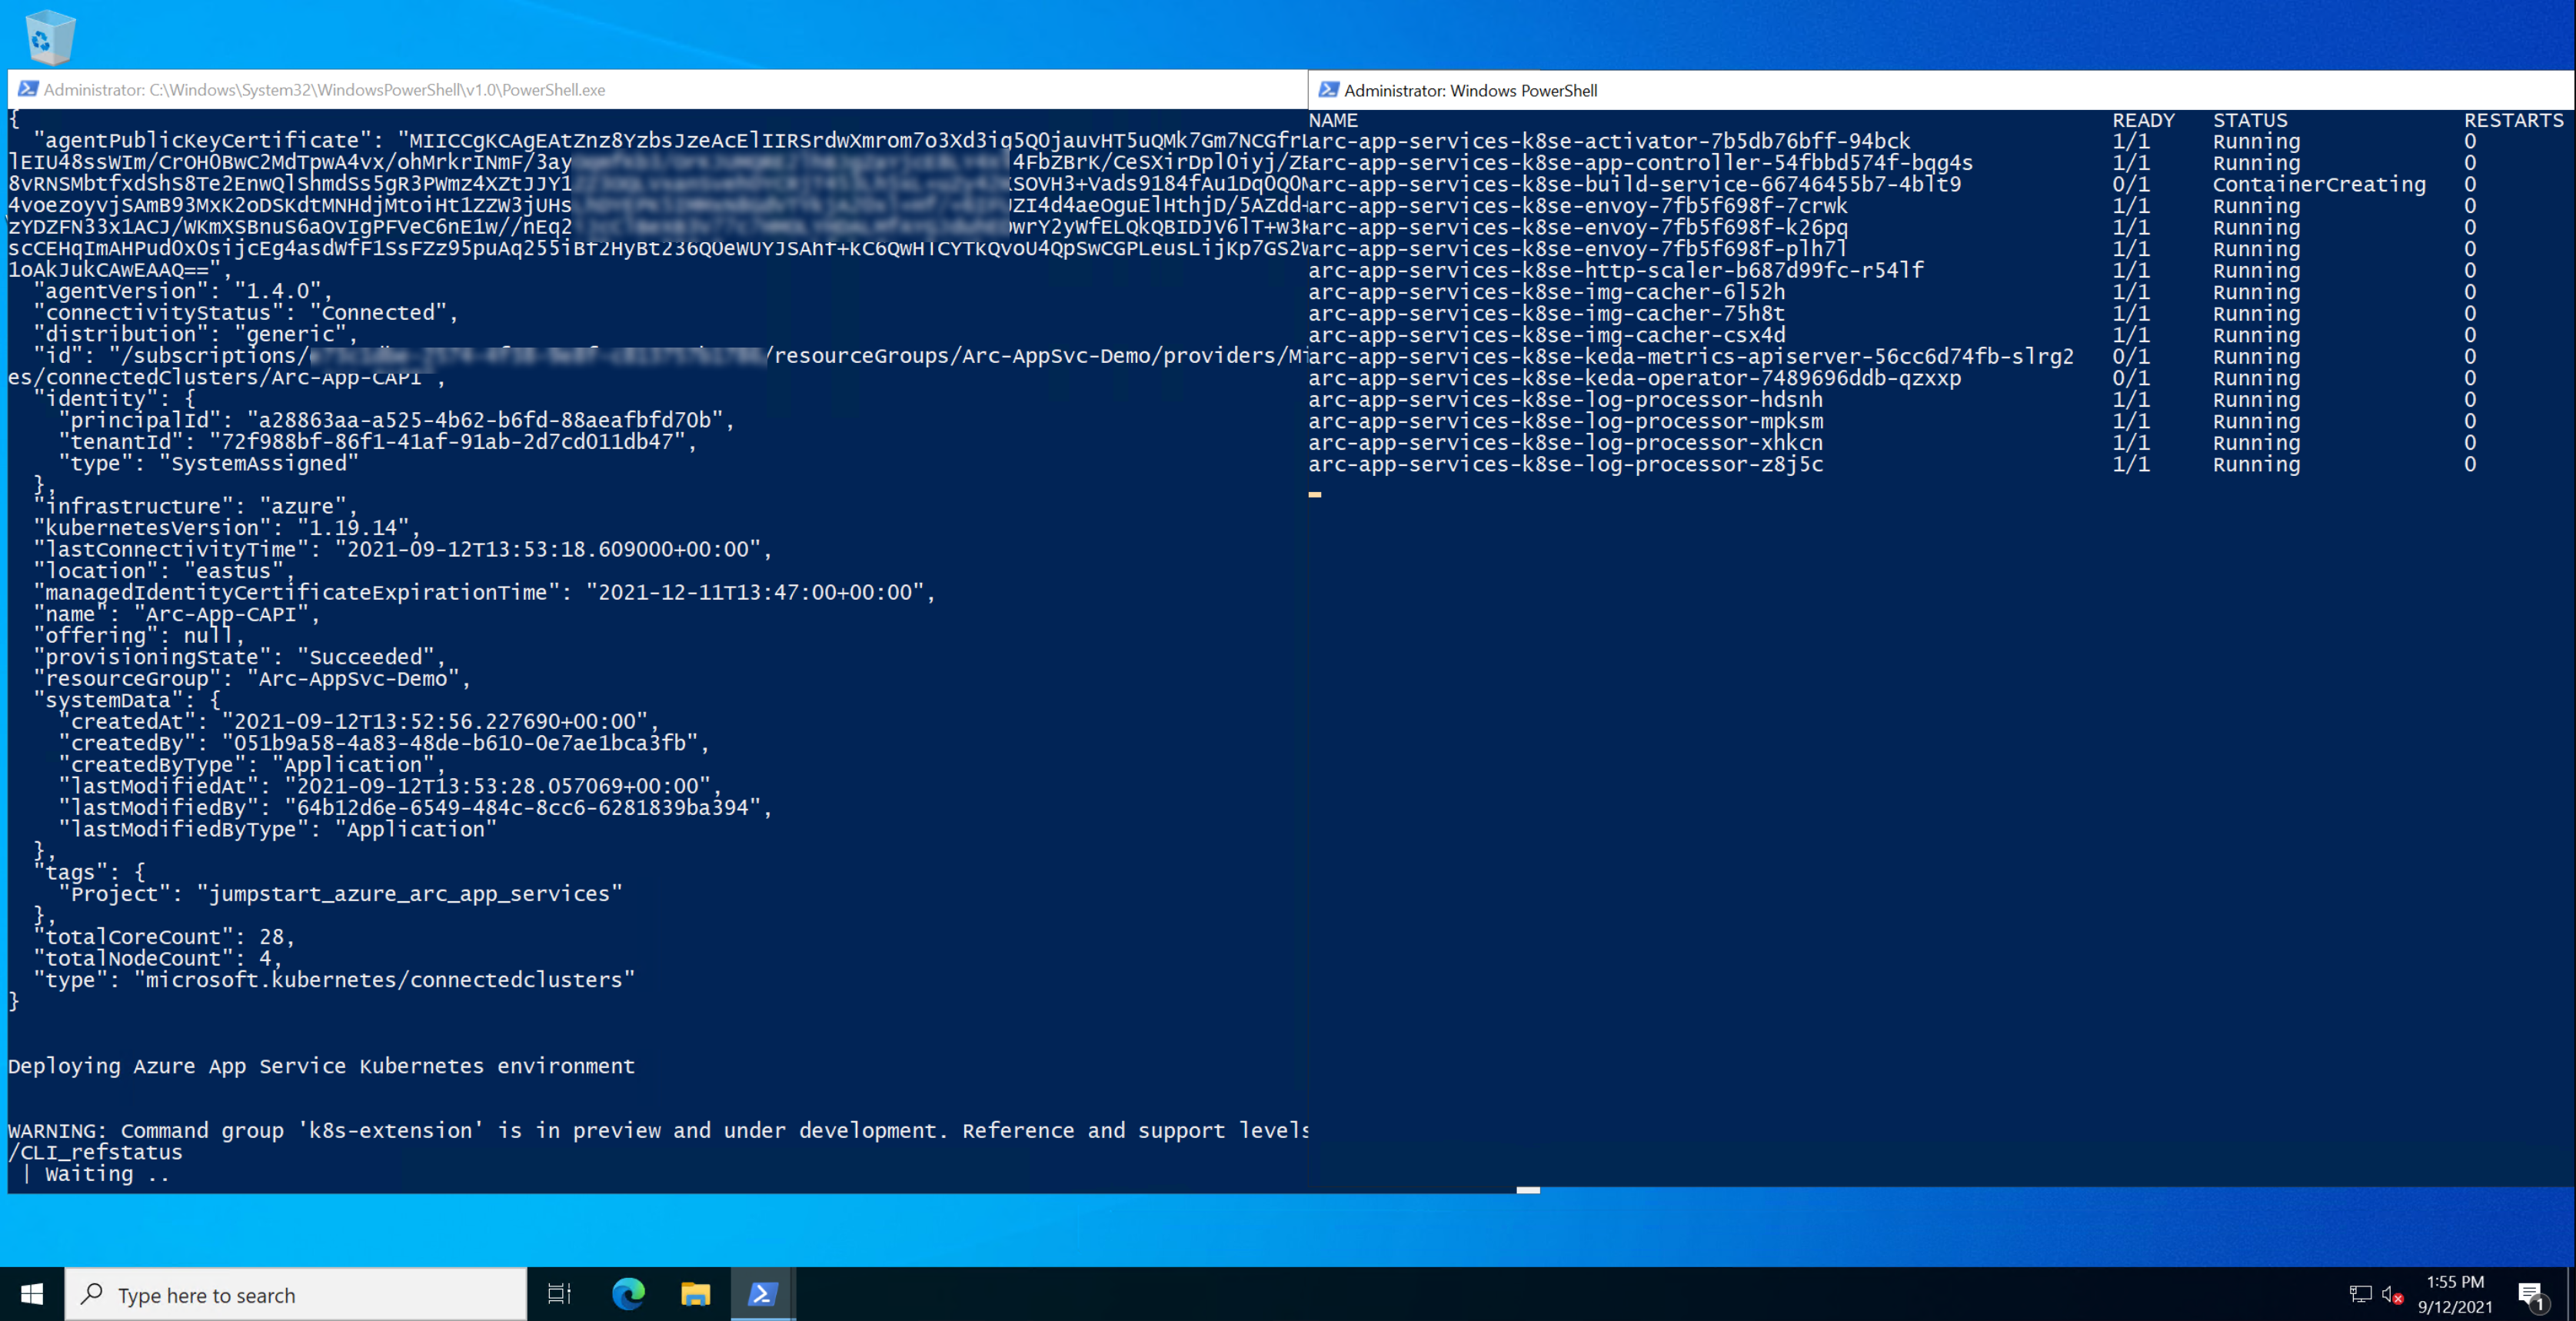 Administrator: C:\Windows\System32\WindowsPowerShell\v1.0\PowerShell.exe
{
  "agentPublicKeyCertificate": "MIICCgKCAgEAtZnz8YzbsJzeAcElIIRSrdwXmrom7o3Xd3iq5Q0jauvHT5uQMk7Gm7NCGfr
lEIU48ssWIm/CrOH0BwC2MdTpwA4vx/ohMrkrINmF/3ay 4FbZBrK/CeSXirDpl0iyj/Z
8vRNSMbtfxdShS8Te2EnwQlShmdSs5gR3PWmz4XZtJJY1 SOVH3+Vads9184fAu1Dq0Q0
4voezoyvjSAmB93MxK2oDSKdtMNHdjMtoiHt1ZZW3jUHs ZI4d4aeOguElHthjD/5AZdd+
zYDZFN33x1ACJ/WKmXSBnuS6aOvIgPFVeC6nE1w//nEq2 wrY2yWfELQkQBIDJV6lT+w3
scCEHqImAHPudOx0sijcEg4asdWfF1SsFZz95puAq255iBf2HyBt236Q0eWUYJSAhf+KC6QWHTCYTKQvoU4QpSwCGPLeusLijKp7GS2
1oAkJukCAwEAAQ==",
  "agentVersion": "1.4.0",
  "connectivityStatus": "Connected",
  "distribution": "generic",
  "id": "/subscriptions/ /resourceGroups/Arc-AppSvc-Demo/providers/Mi
es/connectedClusters/Arc-App-CAPI",
  "identity": {
    "principalId": "a28863aa-a525-4b62-b6fd-88aeafbfd70b",
    "tenantId": "72f988bf-86f1-41af-91ab-2d7cd011db47",
    "type": "SystemAssigned"
  },
  "infrastructure": "azure",
  "kubernetesVersion": "1.19.14",
  "lastConnectivityTime": "2021-09-12T13:53:18.609000+00:00",
  "location": "eastus",
  "managedIdentityCertificateExpirationTime": "2021-12-11T13:47:00+00:00",
  "name": "Arc-App-CAPI",
  "offering": null,
  "provisioningState": "Succeeded",
  "resourceGroup": "Arc-AppSvc-Demo",
  "systemData": {
    "createdAt": "2021-09-12T13:52:56.227690+00:00",
    "createdBy": "051b9a58-4a83-48de-b610-0e7ae1bca3fb",
    "createdByType": "Application",
    "lastModifiedAt": "2021-09-12T13:53:28.057069+00:00",
    "lastModifiedBy": "64b12d6e-6549-484c-8cc6-6281839ba394",
    "lastModifiedByType": "Application"
  },
  "tags": {
    "Project": "jumpstart_azure_arc_app_services"
  },
  "totalCoreCount": 28,
  "totalNodeCount": 4,
  "type": "microsoft.kubernetes/connectedclusters"
}
Deploying Azure App Service Kubernetes environment
WARNING: Command group 'k8s-extension' is in preview and under development. Reference and support levels
/CLI_refstatus
 | Waiting ..
Administrator: Windows PowerShell
NAME READY STATUS RESTARTS
arc-app-services-k8se-activator-7b5db76bff-94bck 1/1 Running 0
arc-app-services-k8se-app-controller-54fbbd574f-bqg4s 1/1 Running 0
arc-app-services-k8se-build-service-66746455b7-4blt9 0/1 ContainerCreating 0
arc-app-services-k8se-envoy-7fb5f698f-7crwk 1/1 Running 0
arc-app-services-k8se-envoy-7fb5f698f-k26pq 1/1 Running 0
arc-app-services-k8se-envoy-7fb5f698f-plh7l 1/1 Running 0
arc-app-services-k8se-http-scaler-b687d99fc-r54lf 1/1 Running 0
arc-app-services-k8se-img-cacher-6l52h 1/1 Running 0
arc-app-services-k8se-img-cacher-75h8t 1/1 Running 0
arc-app-services-k8se-img-cacher-csx4d 1/1 Running 0
arc-app-services-k8se-keda-metrics-apiserver-56cc6d74fb-slrg2 0/1 Running 0
arc-app-services-k8se-keda-operator-7489696ddb-qzxxp 0/1 Running 0
arc-app-services-k8se-log-processor-hdsnh 1/1 Running 0
arc-app-services-k8se-log-processor-mpksm 1/1 Running 0
arc-app-services-k8se-log-processor-xhkcn 1/1 Running 0
arc-app-services-k8se-log-processor-z8j5c 1/1 Running 0
Type here to search
1:55 PM
9/12/2021
1